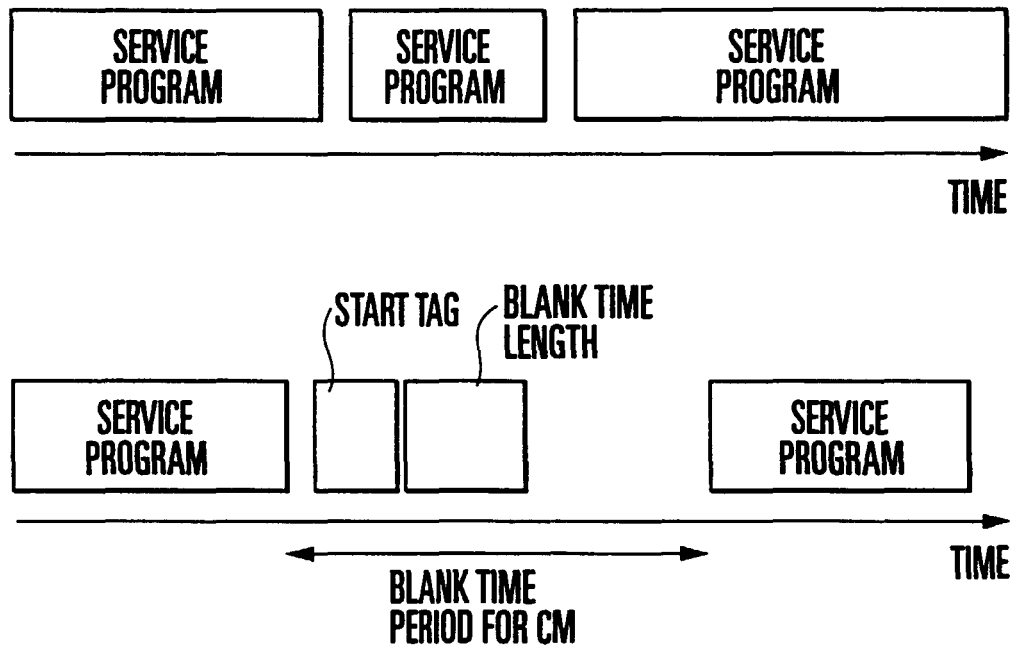 SERVICE
PROGRAM
SERVICE
PROGRAM
SERVICE
PROGRAM
TIME
START TAG
BLANK TIME
LENGTH
SERVICE
PROGRAM
SERVICE
PROGRAM
TIME
BLANK TIME
PERIOD FOR CM